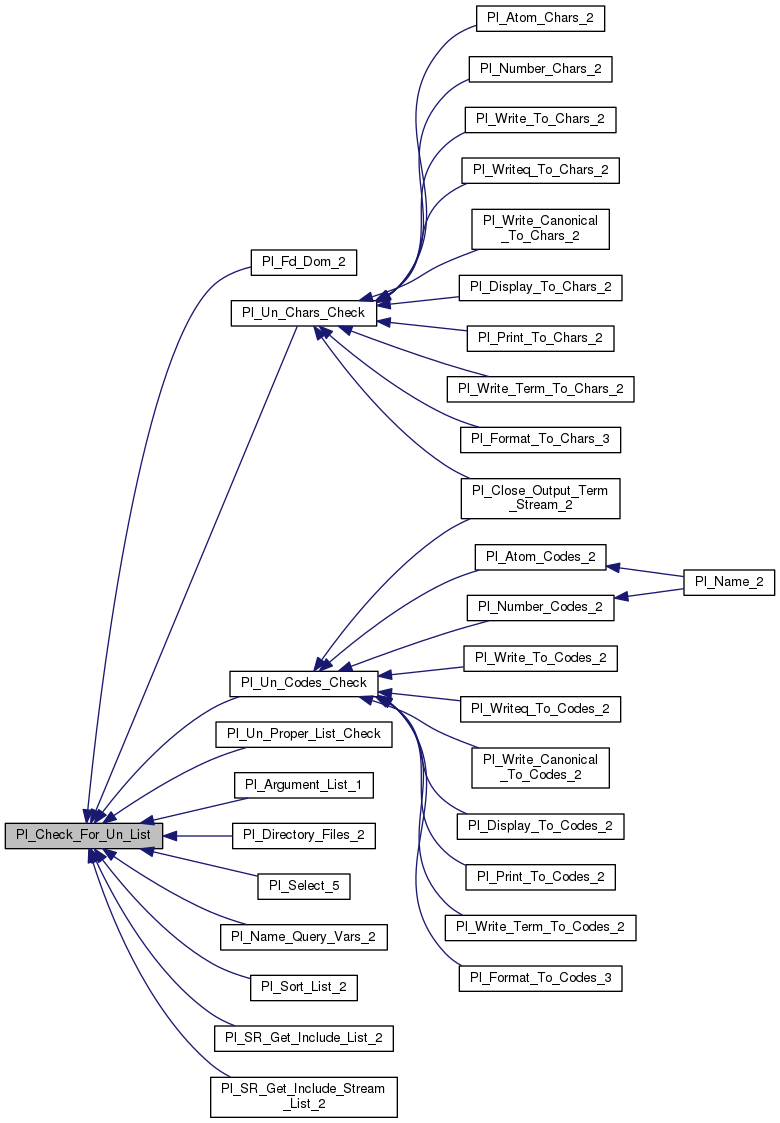 Pl_Atom_Chars_2
Pl_Number_Chars_2
Pl_Write_To_Chars_2
Pl_Writeq_To_Chars_2
Pl_Write_Canonical
_To_Chars_2
Pl_Fd_Dom_2
Pl_Display_To_Chars_2
Pl_Un_Chars_Check
Pl_Print_To_Chars_2
Pl_Write_Term_To_Chars_2
Pl_Format_To_Chars_3
Pl_Close_Output_Term
_Stream_2
Pl_Atom_Codes_2
Pl_Name_2
Pl_Number_Codes_2
Pl_Write_To_Codes_2
Pl_Un_Codes_Check
Pl_Writeq_To_Codes_2
Pl_Un_Proper_List_Check
Pl_Write_Canonical
_To_Codes_2
Pl_Argument_List_1
Pl_Display_To_Codes_2
Pl_Check_For_Un_List
Pl_Directory_Files_2
Pl_Print_To_Codes_2
Pl_Select_5
Pl_Write_Term_To_Codes_2
Pl_Name_Query_Vars_2
Pl_Format_To_Codes_3
Pl_Sort_List_2
Pl_SR_Get_Include_List_2
Pl_SR_Get_Include_Stream
_List_2